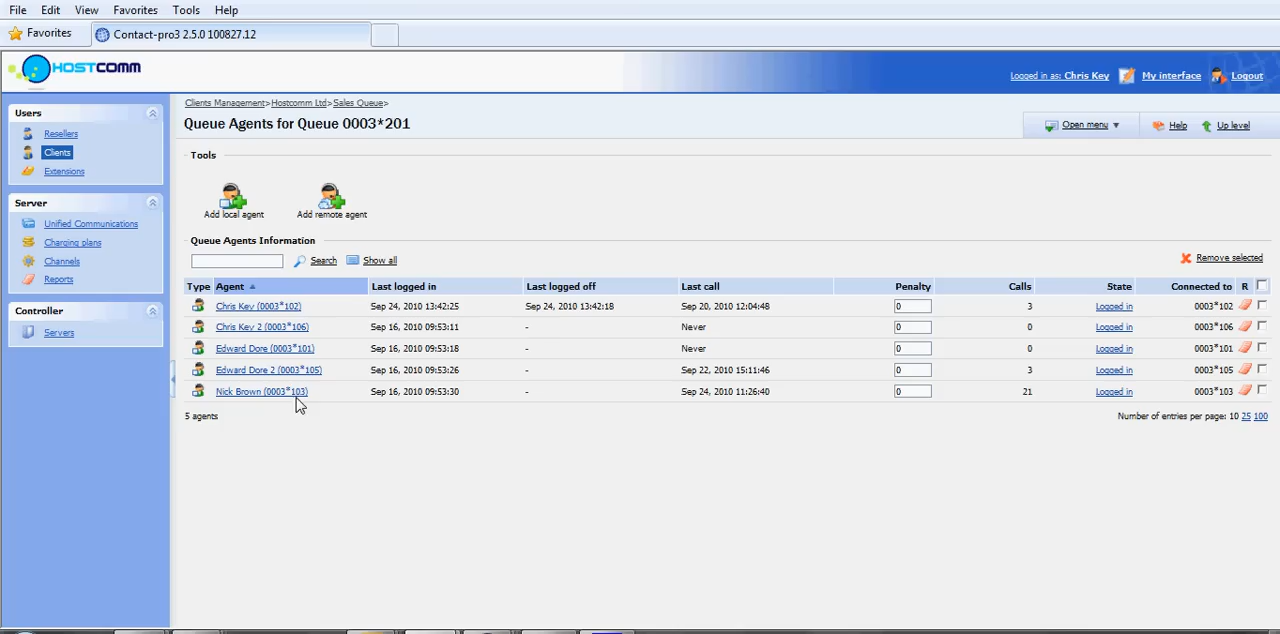 File Edit View Favorites Tools Help
Favorites Contact-pro3 2.5.0 100827.12
HOSTCOMM
Logged in as: Chris Key My interface Logout
Users
Resellers
Clients
Extensions
Server
Unified Communications
Charging plans
Channels
Reports
Controller
Servers
Clients Management>Hostcomm Ltd>Sales Queue>
Queue Agents for Queue 0003*201
Open menu Help Up level
Tools
Add local agent Add remote agent
Queue Agents Information
Search Show all Remove selected
Type Agent Last logged in Last logged off Last call Penalty Calls State Connected to R
Chris Key (0003*102) Sep 24, 2010 13:42:25 Sep 24, 2010 13:42:18 Sep 20, 2010 12:04:48 0 3 Logged in 0003*102
Chris Key 2 (0003*106) Sep 16, 2010 09:53:11 - Never 0 0 Logged in 0003*106
Edward Dore (0003*101) Sep 16, 2010 09:53:18 - Never 0 0 Logged in 0003*101
Edward Dore 2 (0003*105) Sep 16, 2010 09:53:26 - Sep 22, 2010 15:11:46 0 3 Logged in 0003*105
Nick Brown (0003*103) Sep 16, 2010 09:53:30 - Sep 24, 2010 11:26:40 0 21 Logged in 0003*103
5 agents Number of entries per page: 10 25 100